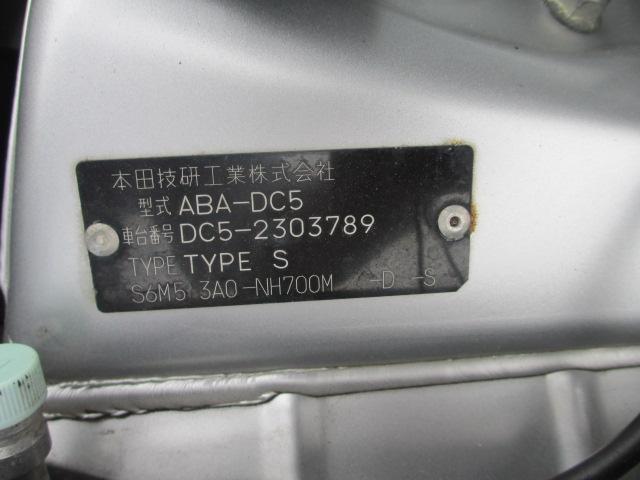 本田技研工業株式会社
型式 ABA-DC5
車台番号 DC5-2303789
TYPE TYPE S
S6M5 3A0-NH700M -D -S